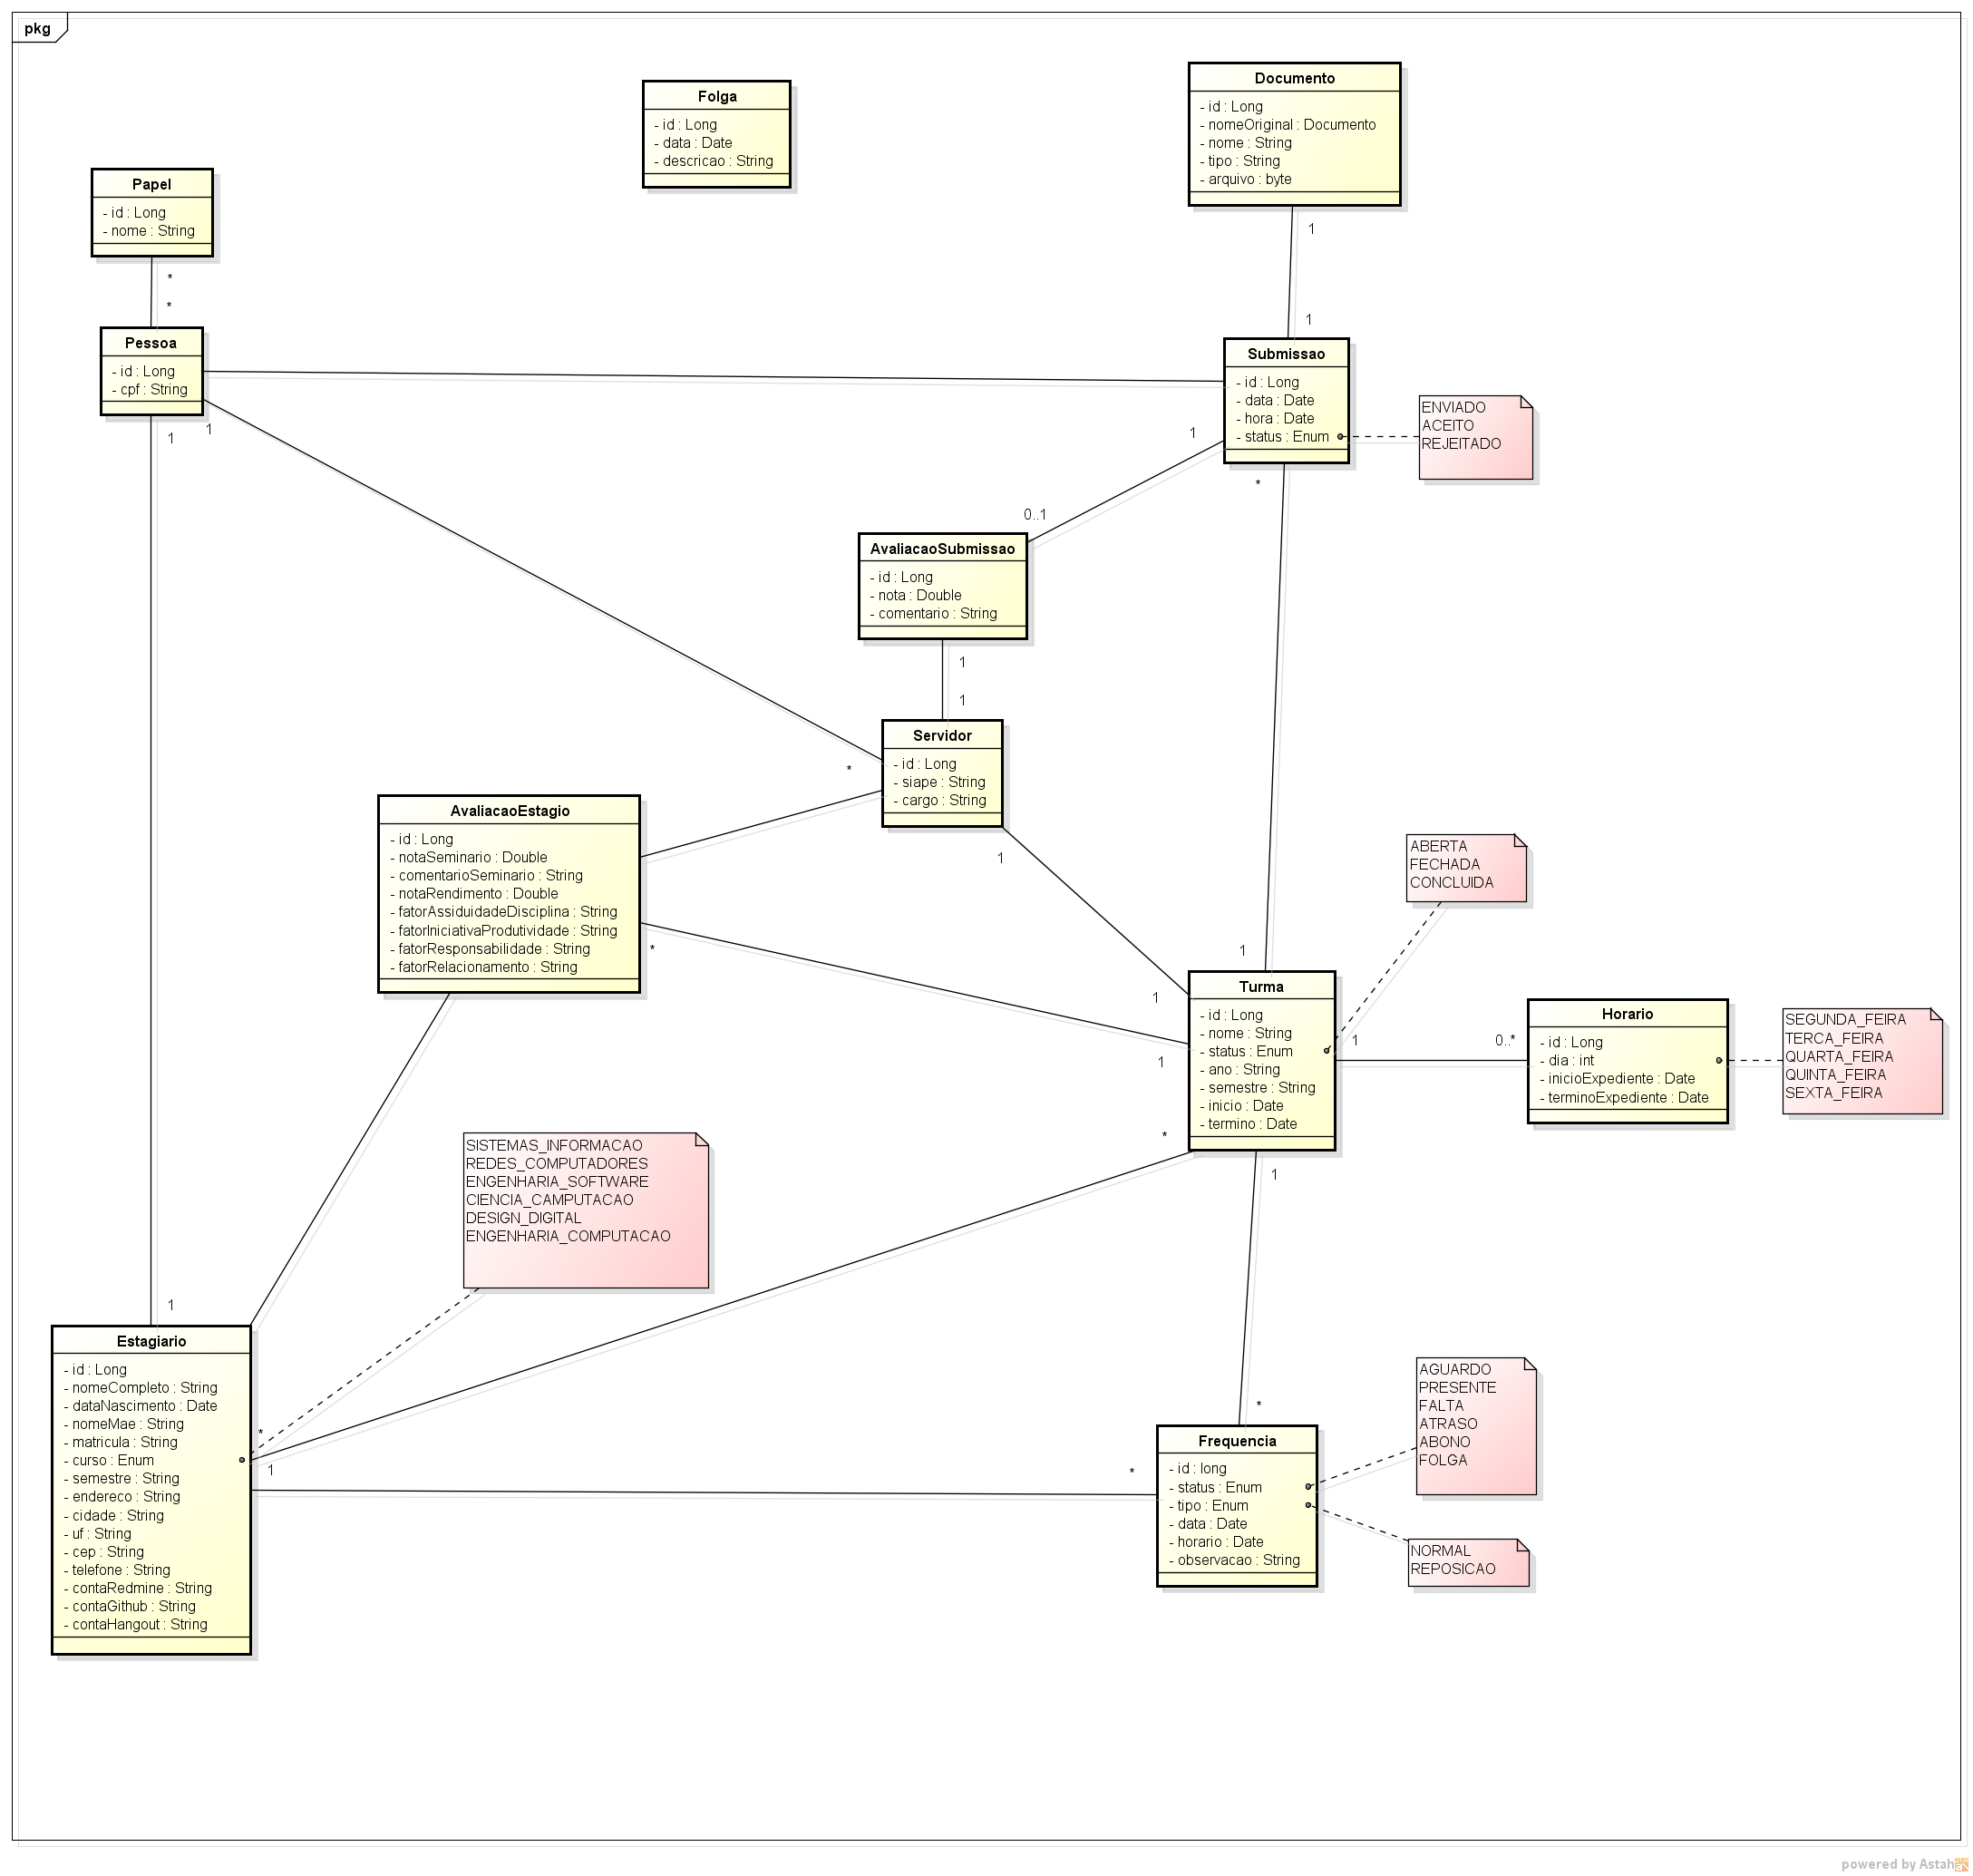 pkg
Folga
- id : Long
- data : Date
- descricao : String
Documento
- id : Long
- nomeOriginal : Documento
- nome : String
- tipo : String
- arquivo : byte
Papel
- id : Long
- nome : String
1
*
*
1
Pessoa
- id : Long
- cpf : String
1
1
Submissao
- id : Long
- data : Date
- hora : Date
- status : Enum
ENVIADO
ACEITO
REJEITADO
1
*
0..1
AvaliacaoSubmissao
- id : Long
- nota : Double
- comentario : String
1
1
Servidor
- id : Long
- siape : String
- cargo : String
*
1
AvaliacaoEstagio
- id : Long
- notaSeminario : Double
- comentarioSeminario : String
- notaRendimento : Double
- fatorAssiduidadeDisciplina : String
- fatorIniciativaProdutividade : String
- fatorResponsabilidade : String
- fatorRelacionamento : String
*
ABERTA
FECHADA
CONCLUIDA
1
1
1
Turma
- id : Long
- nome : String
- status : Enum
- ano : String
- semestre : String
- inicio : Date
- termino : Date
1
0..*
Horario
- id : Long
- dia : int
- inicioExpediente : Date
- terminoExpediente : Date
SEGUNDA_FEIRA
TERCA_FEIRA
QUARTA_FEIRA
QUINTA_FEIRA
SEXTA_FEIRA
*
1
SISTEMAS_INFORMACAO
REDES_COMPUTADORES
ENGENHARIA_SOFTWARE
CIENCIA_CAMPUTACAO
DESIGN_DIGITAL
ENGENHARIA_COMPUTACAO
1
Estagiario
- id : Long
- nomeCompleto : String
- dataNascimento : Date
- nomeMae : String
- matricula : String
- curso : Enum
- semestre : String
- endereco : String
- cidade : String
- uf : String
- cep : String
- telefone : String
- contaRedmine : String
- contaGithub : String
- contaHangout : String
*
1
*
*
Frequencia
- id : long
- status : Enum
- tipo : Enum
- data : Date
- horario : Date
- observacao : String
AGUARDO
PRESENTE
FALTA
ATRASO
ABONO
FOLGA
NORMAL
REPOSICAO
powered by Astah